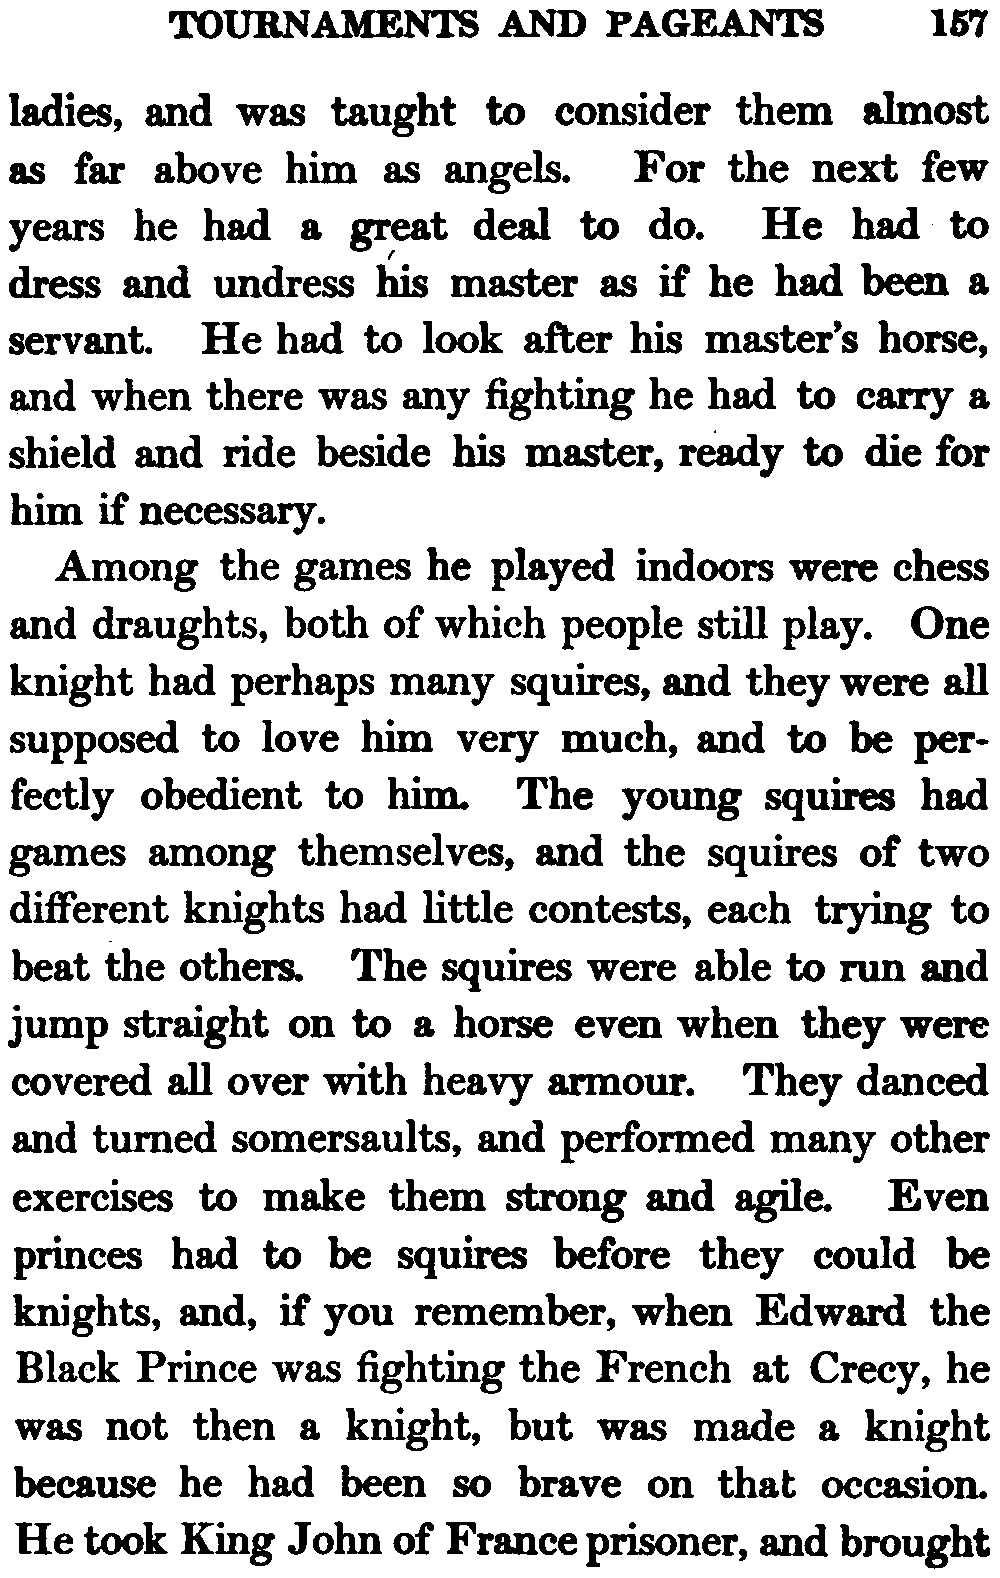 TOURNAMENTS AND PAGEANTS 157
ladies, and was taught to consider them almost
as far above him as angels. For the next few
years he had a great deal to do. He had to
dress and undress his master as if he had been a
servant. He had to look after his master's horse,
and when there was any fighting he had to carry a
shield and ride beside his master, ready to die for
him if necessary.
Among the games he played indoors were chess
and draughts, both of which people still play. One
knight had perhaps many squires, and they were all
supposed to love him very much, and to be per-
fectly obedient to him. The young squires had
games among themselves, and the squires of two
different knights had little contests, each trying to
beat the others. The squires were able to run and
jump straight on to a horse even when they were
covered all over with heavy armour. They danced
and turned somersaults, and performed many other
exercises to make them strong and agile. Even
princes had to be squires before they could be
knights, and, if you remember, when Edward the
Black Prince was fighting the French at Crecy, he
was not then a knight, but was made a knight
because he had been so brave on that occasion.
He took King John of France prisoner, and brought